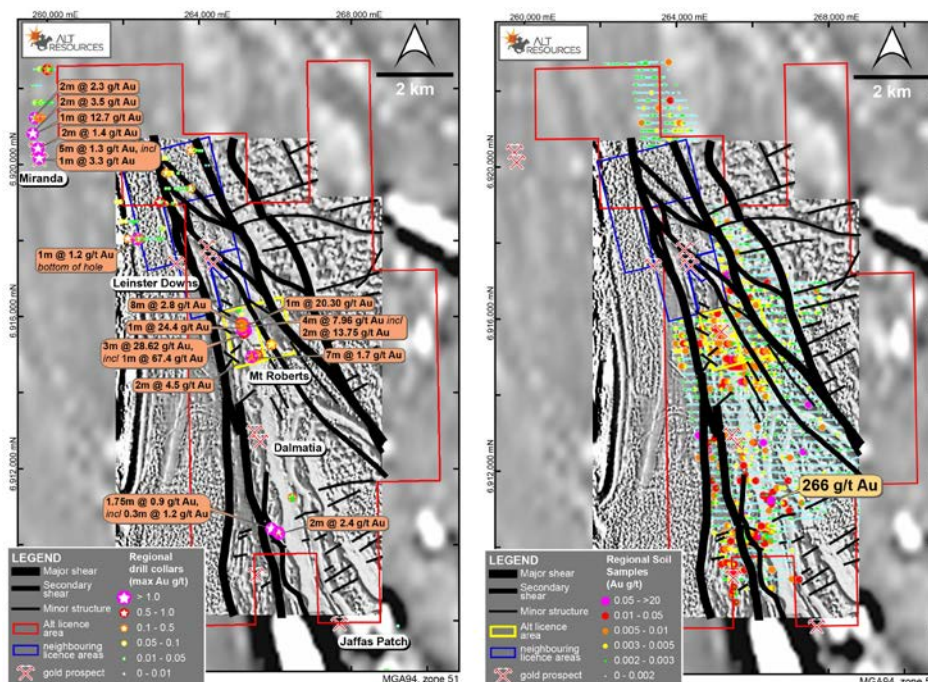 260,000 mE
264,000 mE
268,000 mE
ALT
RESOURCES
2 km
2m @ 2.3 g/t Au
2m @ 3.5 g/t Au
1m @ 12.7 g/t Au
2m @ 1.4 g/t Au
5m @ 1.3 g/t Au, incl
1m @ 3.3 g/t Au
Miranda
6,920,000 mN
1m @ 1.2 g/t Au
bottom of hole
Leinster Downs
6,916,000 mN
8m @ 2.8 g/t Au
1m @ 20.30 g/t Au
1m @ 24.4 g/t Au
4m @ 7.96 g/t Au incl
2m @ 13.75 g/t Au
3m @ 28.62 g/t Au,
incl 1m @ 67.4 g/t Au
7m @ 1.7 g/t Au
2m @ 4.5 g/t Au
Mt Roberts
Dalmatia
6,912,000 mN
1.75m @ 0.9 g/t Au,
incl 0.3m @ 1.2 g/t Au
2m @ 2.4 g/t Au
Jaffas Patch
LEGEND
Major shear
Secondary
shear
Minor structure
Alt licence
area
neighbouring
licence areas
gold prospect
Regional
drill collars
(max Au g/t)
> 1.0
0.5 - 1.0
0.1 - 0.5
0.05 - 0.1
0.01 - 0.05
0 - 0.01
MGA94, zone 51
260,000 mE
264,000 mE
268,000 mE
ALT
RESOURCES
2 km
6,920,000 mN
6,916,000 mN
6,912,000 mN
266 g/t Au
LEGEND
Major shear
Secondary
shear
Minor structure
Alt licence
area
neighbouring
licence areas
gold prospect
Regional Soil
Samples
(Au g/t)
0.05 - >20
0.01 - 0.05
0.005 - 0.01
0.003 - 0.005
0.002 - 0.003
0 - 0.002
MGA94, zone 5